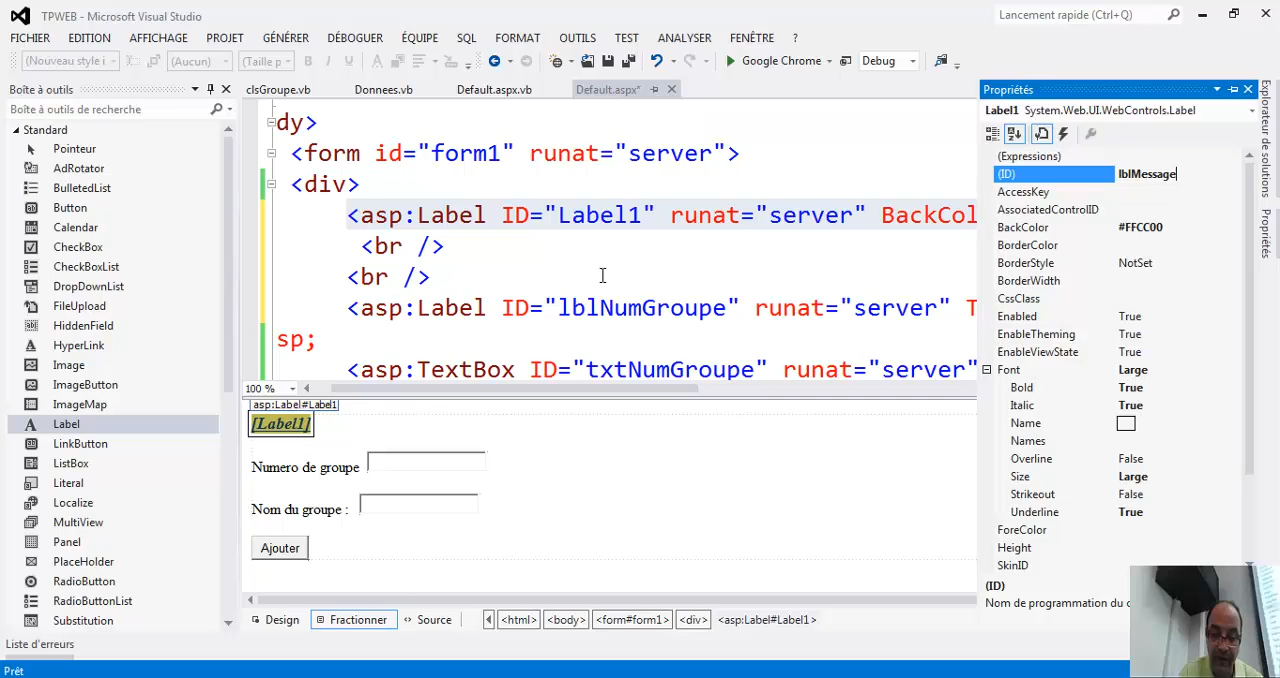 TPWEB - Microsoft Visual Studio
Lancement rapide (Ctrl+Q)
FICHIER EDITION AFFICHAGE PROJET GÉNÉRER DÉBOGUER ÉQUIPE SQL FORMAT OUTILS TEST ANALYSER FENÊTRE ?
(Nouveau style i (Aucun) (Taille p B I U A Google Chrome Debug
Boîte à outils
clsGroupe.vb Donnees.vb Default.aspx.vb Default.aspx*
Boîte à outils de recherche
Standard
Pointeur
AdRotator
BulletedList
Button
Calendar
CheckBox
CheckBoxList
DropDownList
FileUpload
HiddenField
HyperLink
Image
ImageButton
ImageMap
A Label
LinkButton
ListBox
Literal
Localize
MultiView
Panel
PlaceHolder
RadioButton
RadioButtonList
Substitution
dy>
<form id="form1" runat="server">
<div>
<asp:Label ID="Label1" runat="server" BackCol
<br />
<br />
<asp:Label ID="lblNumGroupe" runat="server" T
sp;
<asp:TextBox ID="txtNumGroupe" runat="server"
100 %
asp:Label#Label1
[Label1]
Numero de groupe
Nom du groupe :
Ajouter
Design Fractionner Source <html> <body> <form#form1> <div> <asp:Label#Label1>
Propriétés
Label1 System.Web.UI.WebControls.Label
(Expressions)
(ID) lblMessage
AccessKey
AssociatedControlID
BackColor #FFCC00
BorderColor
BorderStyle NotSet
BorderWidth
CssClass
Enabled True
EnableTheming True
EnableViewState True
Font Large
Bold True
Italic True
Name
Names
Overline False
Size Large
Strikeout False
Underline True
ForeColor
Height
SkinID
(ID)
Nom de programmation du c
Explorateur de solutions
Propriétés
Liste d'erreurs
Prêt